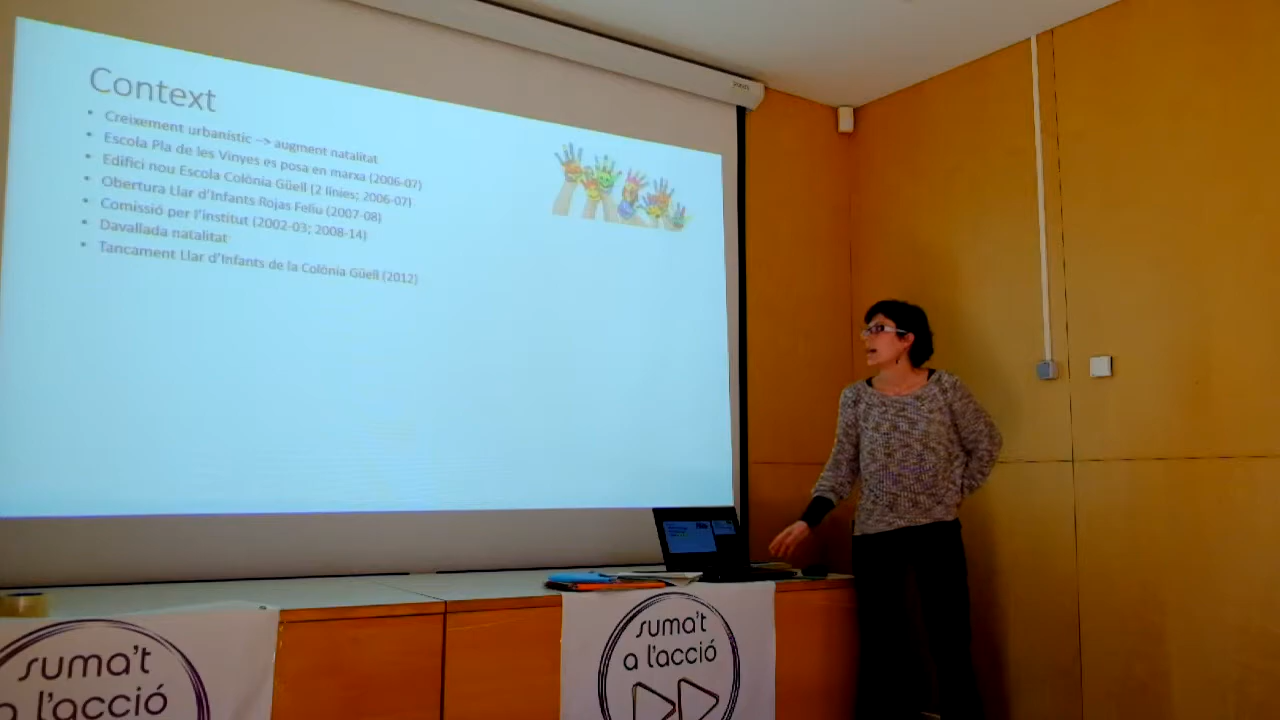 Context
• Creixement urbanístic --> augment natalitat
• Escola Pla de les Vinyes es posa en marxa (2006-07)
• Edifici nou Escola Colònia Güell (2 línies; 2006-07)
• Obertura Llar d'Infants Rojas Feliu (2007-08)
• Comissió per l'institut (2002-03; 2008-14)
• Davallada natalitat
• Tancament Llar d'Infants de la Colònia Güell (2012)
suma't
a l'acció
suma't
a l'acció